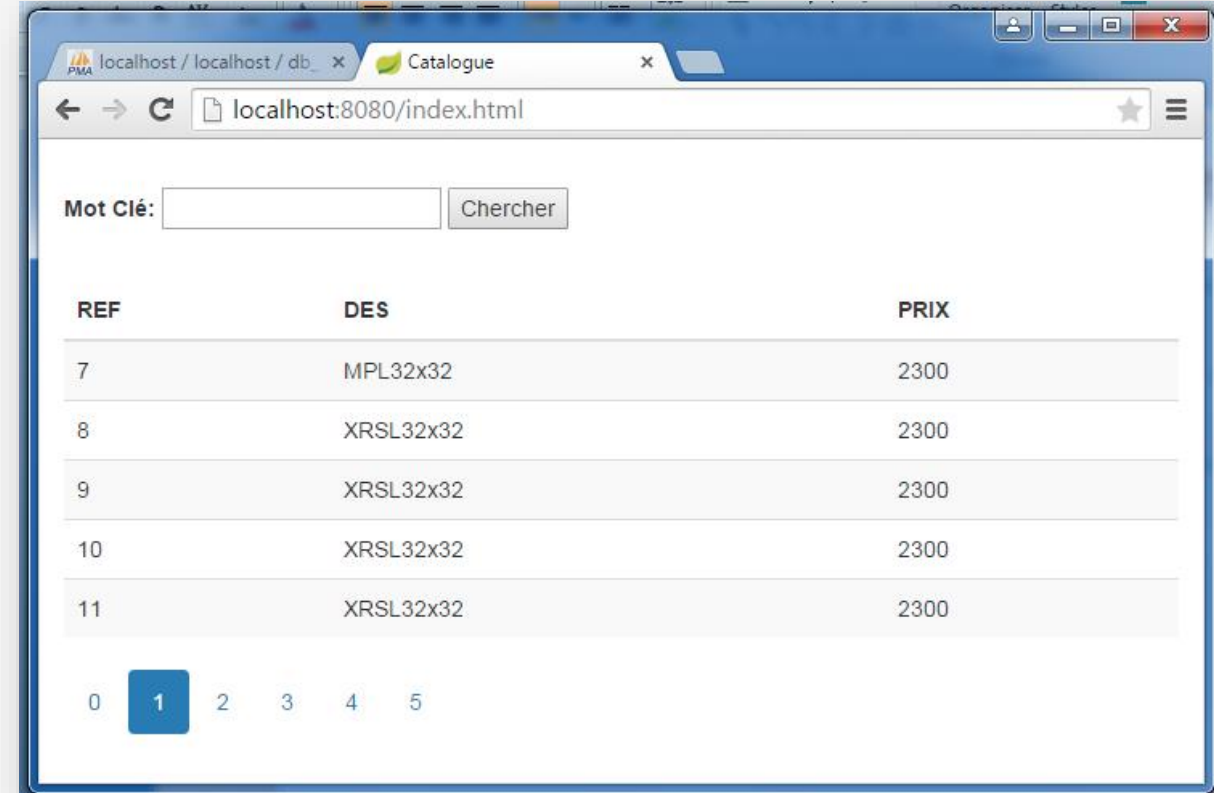 localhost / localhost / db_
Catalogue
localhost:8080/index.html
Mot Clé: Chercher
REF DES PRIX
7 MPL32x32 2300
8 XRSL32x32 2300
9 XRSL32x32 2300
10 XRSL32x32 2300
11 XRSL32x32 2300
0 1 2 3 4 5